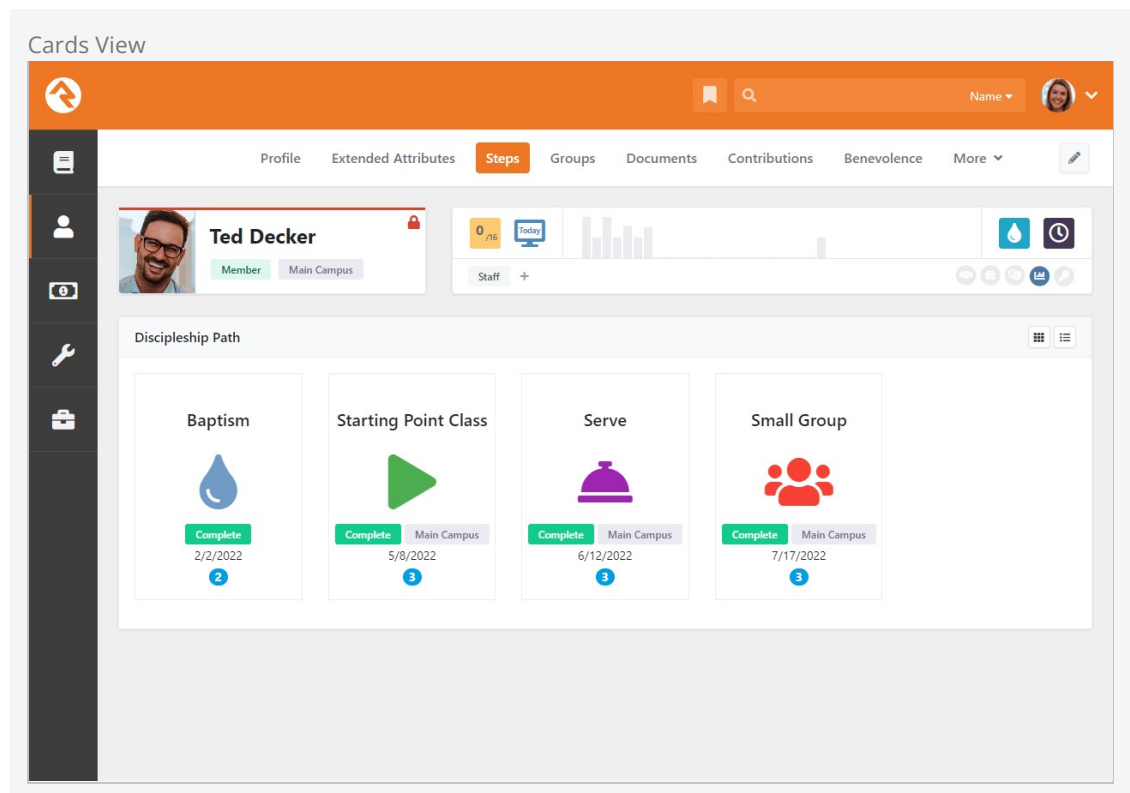 Cards View
Name
Profile Extended Attributes Steps Groups Documents Contributions Benevolence More
Ted Decker
Member Main Campus
0 /16 Today
Staff +
Discipleship Path
Baptism Starting Point Class Serve Small Group
Complete Complete Main Campus Complete Main Campus Complete Main Campus
2/2/2022 5/8/2022 6/12/2022 7/17/2022
2 3 3 3